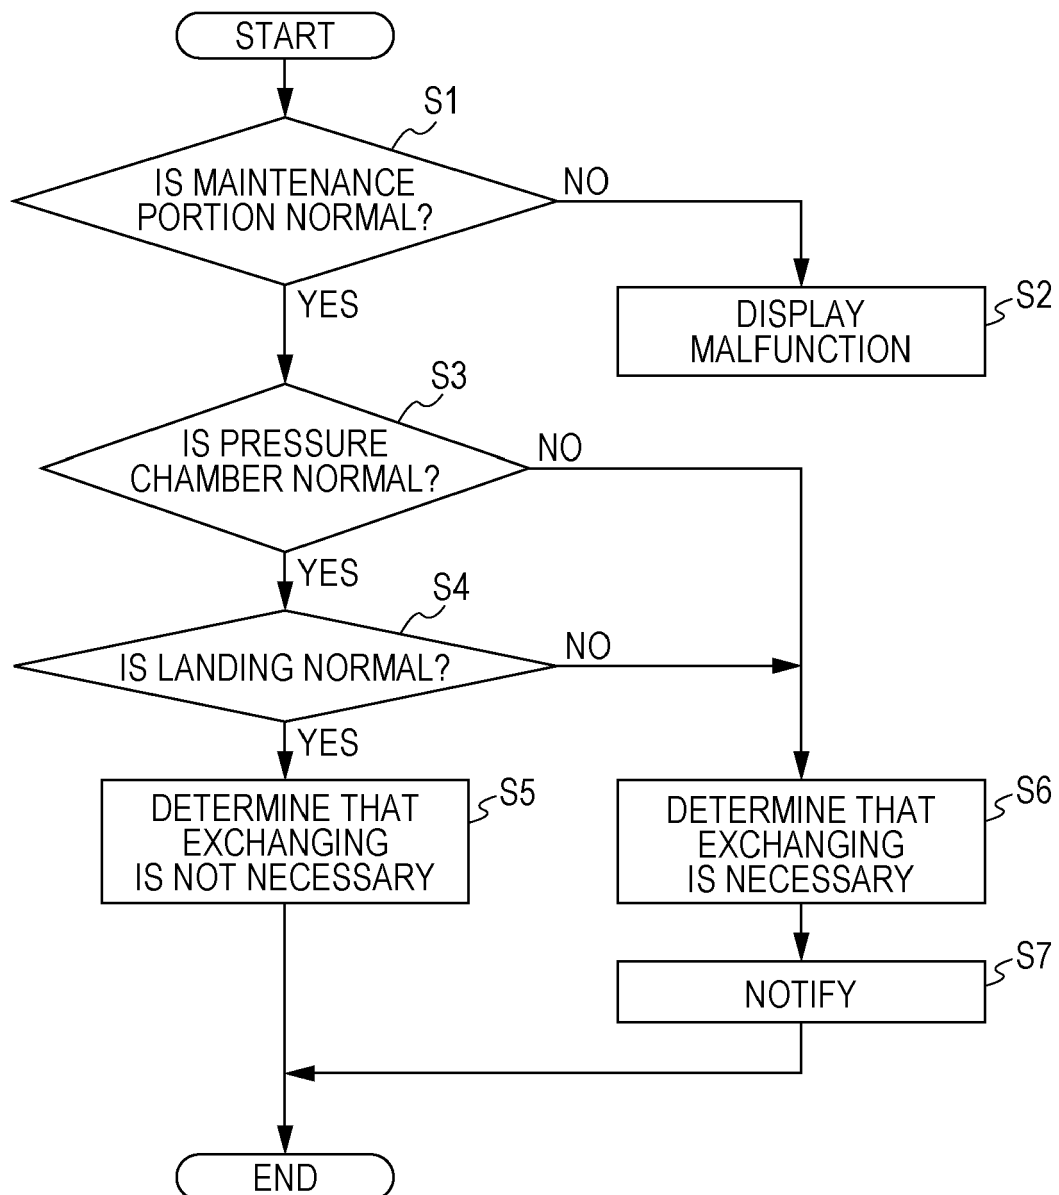 START
S1
IS MAINTENANCE
PORTION NORMAL?
NO
YES
S2
DISPLAY
MALFUNCTION
S3
IS PRESSURE
CHAMBER NORMAL?
NO
YES
S4
IS LANDING NORMAL?
NO
YES
S5
DETERMINE THAT
EXCHANGING
IS NOT NECESSARY
S6
DETERMINE THAT
EXCHANGING
IS NECESSARY
S7
NOTIFY
END